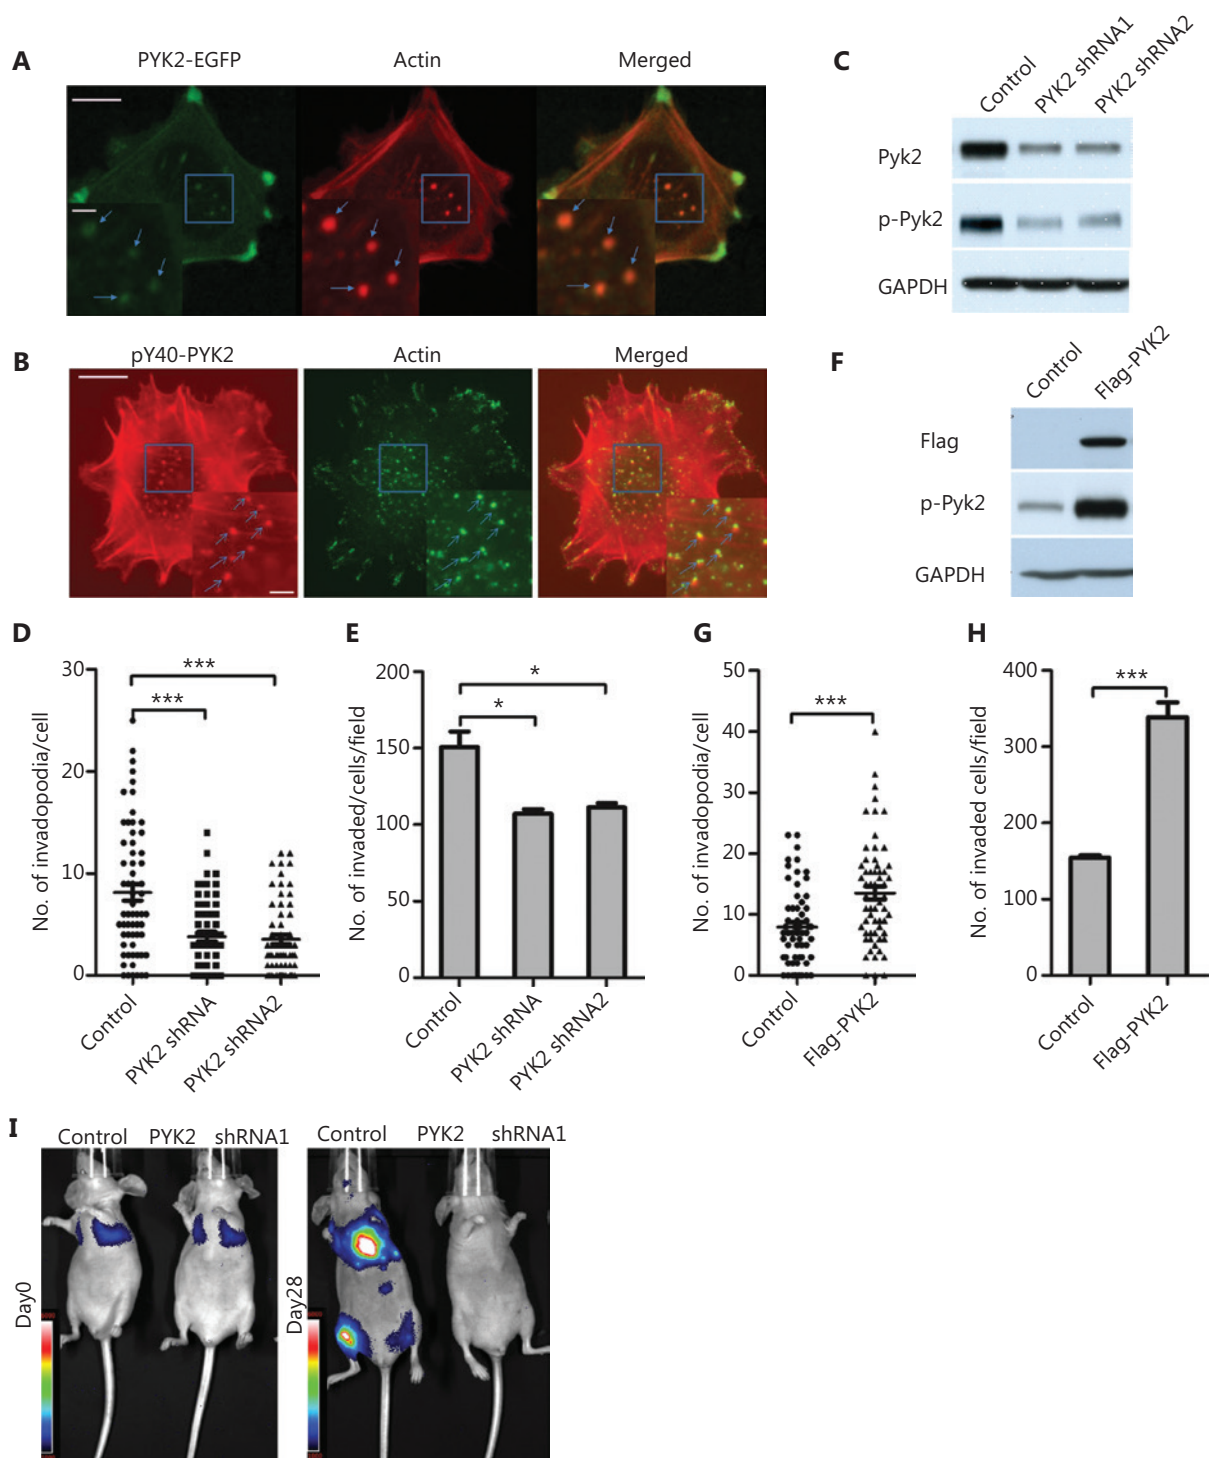 A
PYK2-EGFP
Actin
Merged
B
pY40-PYK2
Actin
Merged
C
Control
PYK2 shRNA1
PYK2 shRNA2
Pyk2
p-Pyk2
GAPDH
F
Control
Flag-PYK2
Flag
p-Pyk2
GAPDH
D
No. of invadopodia/cell
30
20
10
0
***
***
Control
PYK2 shRNA
PYK2 shRNA2
E
No. of invaded/cells/field
200
150
100
50
0
*
*
Control
PYK2 shRNA
PYK2 shRNA2
G
No. of invadopodia/cell
50
40
30
20
10
0
***
Control
Flag-PYK2
H
No. of invaded cells/field
400
300
200
100
0
***
Control
Flag-PYK2
I
Control PYK2 shRNA1
Day0
Control PYK2 shRNA1
Day28